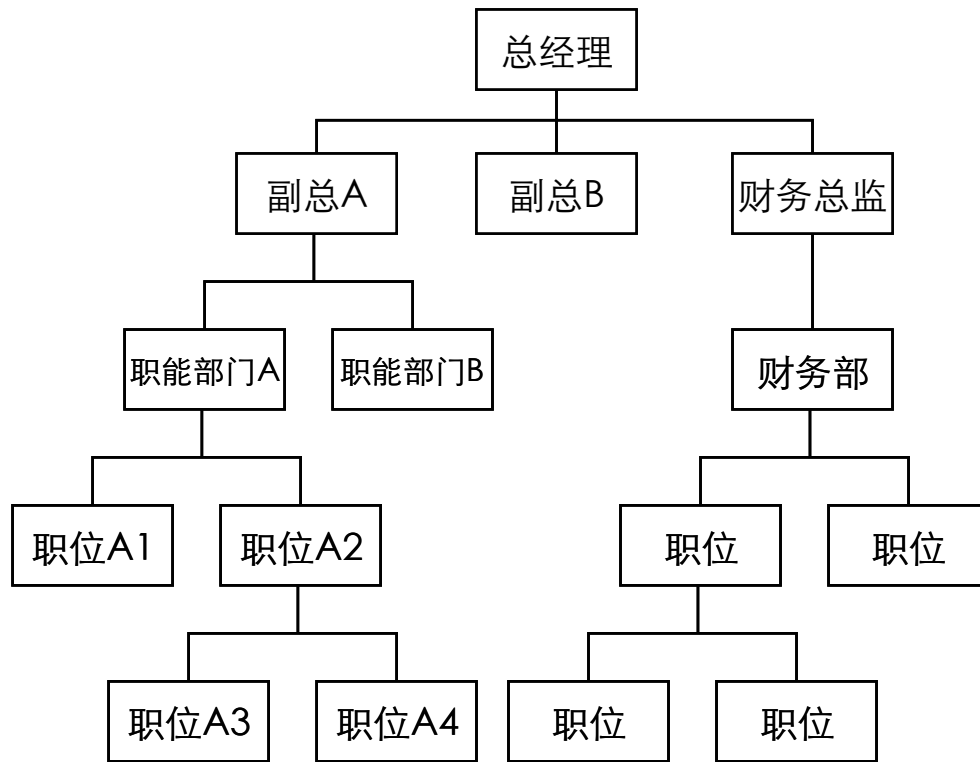 总经理
副总A
副总B
财务总监
职能部门A
职能部门B
财务部
职位A1
职位A2
职位
职位
职位A3
职位A4
职位
职位